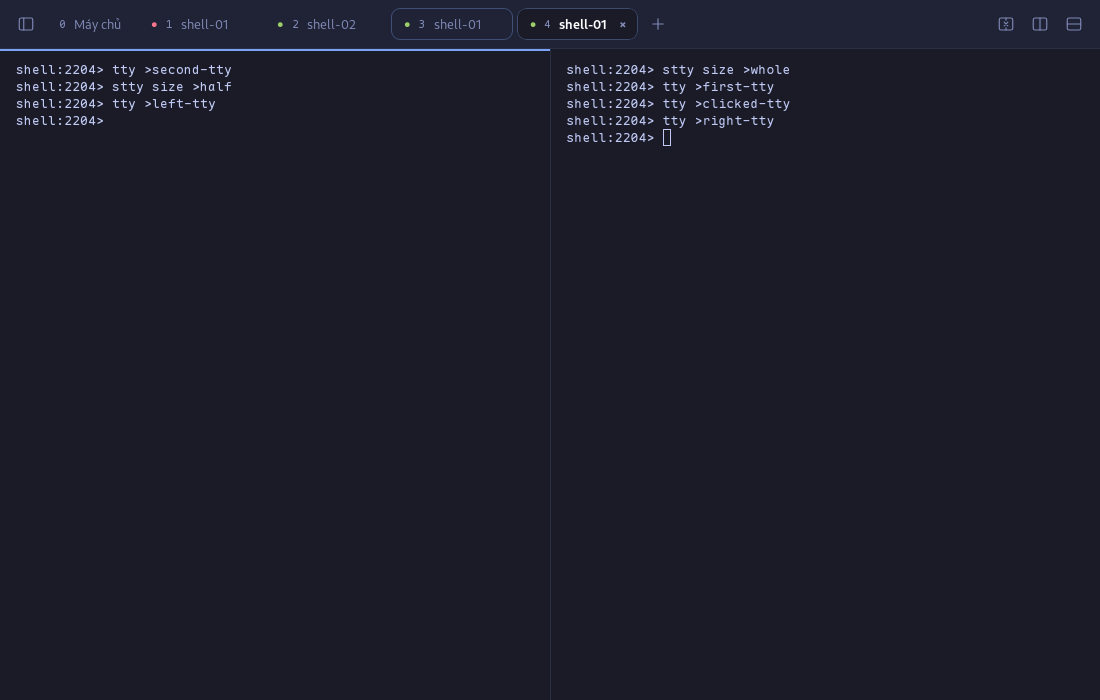 0 Máy chủ 1 shell-01 2 shell-02 3 shell-01 4 shell-01 ×
shell:2204> tty >second-tty
shell:2204> stty size >half
shell:2204> tty >left-tty
shell:2204>
shell:2204> stty size >whole
shell:2204> tty >first-tty
shell:2204> tty >clicked-tty
shell:2204> tty >right-tty
shell:2204>